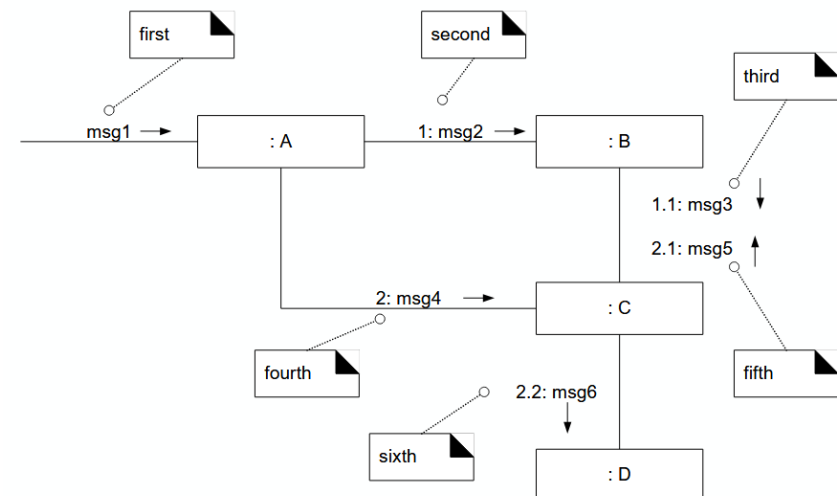 first
second
third
msg1
: A
1: msg2
: B
1.1: msg3
2.1: msg5
2: msg4
: C
fourth
fifth
2.2: msg6
sixth
: D